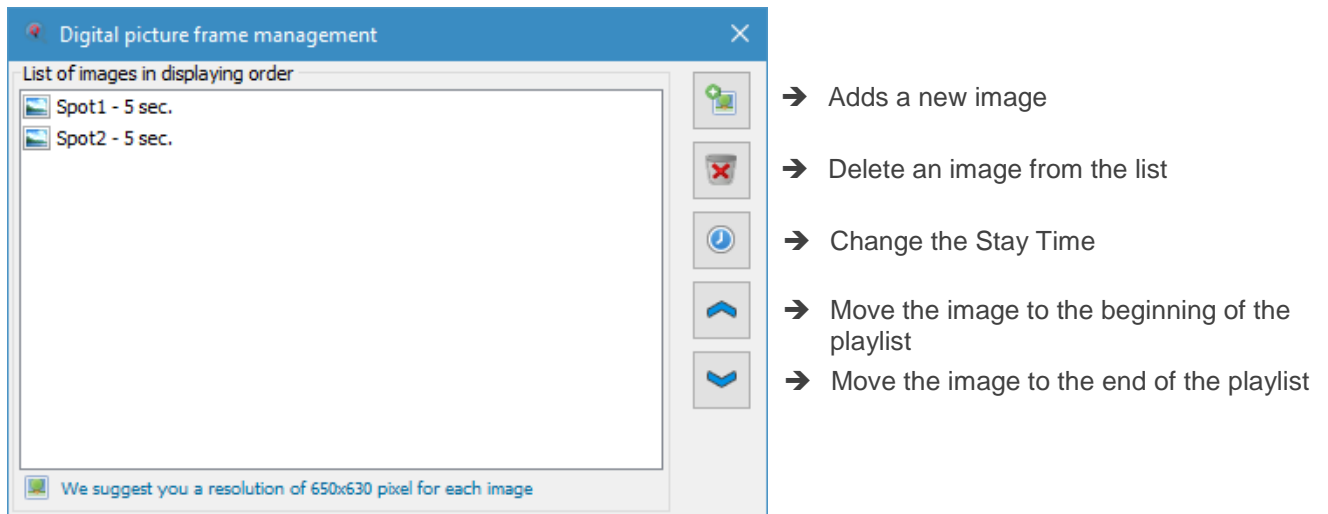 Digital picture frame management
List of images in displaying order
Spot1 - 5 sec.
Spot2 - 5 sec.
We suggest you a resolution of 650x630 pixel for each image
➔ Adds a new image
➔ Delete an image from the list
➔ Change the Stay Time
➔ Move the image to the beginning of the
playlist
➔ Move the image to the end of the playlist